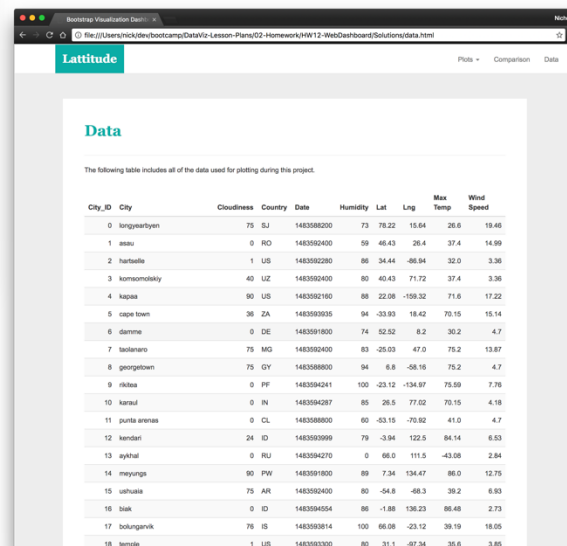 Bootstrap Visualization Dashb
file:///Users/nick/dev/bootcamp/DataViz-Lesson-Plans/02-Homework/HW12-WebDashboard/Solutions/data.html
Lattitude Plots Comparison Data
Data
The following table includes all of the data used for plotting during this project.
City_ID City Cloudiness Country Date Humidity Lat Lng Max Temp Wind Speed
0 longyearbyen 75 SJ 1483588200 73 78.22 15.64 26.6 19.46
1 asau 0 RO 1483592400 59 46.43 26.4 37.4 14.99
2 hartselle 1 US 1483592280 86 34.44 -86.94 32.0 3.36
3 komsomolskiy 40 UZ 1483592400 80 40.43 71.72 37.4 3.36
4 kapaa 90 US 1483592160 88 22.08 -159.32 71.6 17.22
5 cape town 36 ZA 1483593935 94 -33.93 18.42 70.15 15.14
6 damme 0 DE 1483591800 74 52.52 8.2 30.2 4.7
7 taolanaro 75 MG 1483592400 83 -25.03 47.0 75.2 13.87
8 georgetown 75 GY 1483588800 94 6.8 -58.16 75.2 4.7
9 rikitea 0 PF 1483594241 100 -23.12 -134.97 75.59 7.76
10 karaul 0 IN 1483594287 85 26.5 77.02 70.15 4.18
11 punta arenas 0 CL 1483588800 60 -53.15 -70.92 41.0 4.7
12 kendari 24 ID 1483593999 79 -3.94 122.5 84.14 6.53
13 aykhal 0 RU 1483594270 0 66.0 111.5 -43.08 2.84
14 meyungs 90 PW 1483591800 89 7.34 134.47 86.0 12.75
15 ushuaia 75 AR 1483592400 80 -54.8 -68.3 39.2 6.93
16 biak 0 ID 1483594554 86 -1.88 136.23 86.48 2.73
17 bolungarvik 76 IS 1483593814 100 66.08 -23.12 39.19 18.05
18 temple 1 US 1483593300 80 31.1 -97.34 35.6 3.85